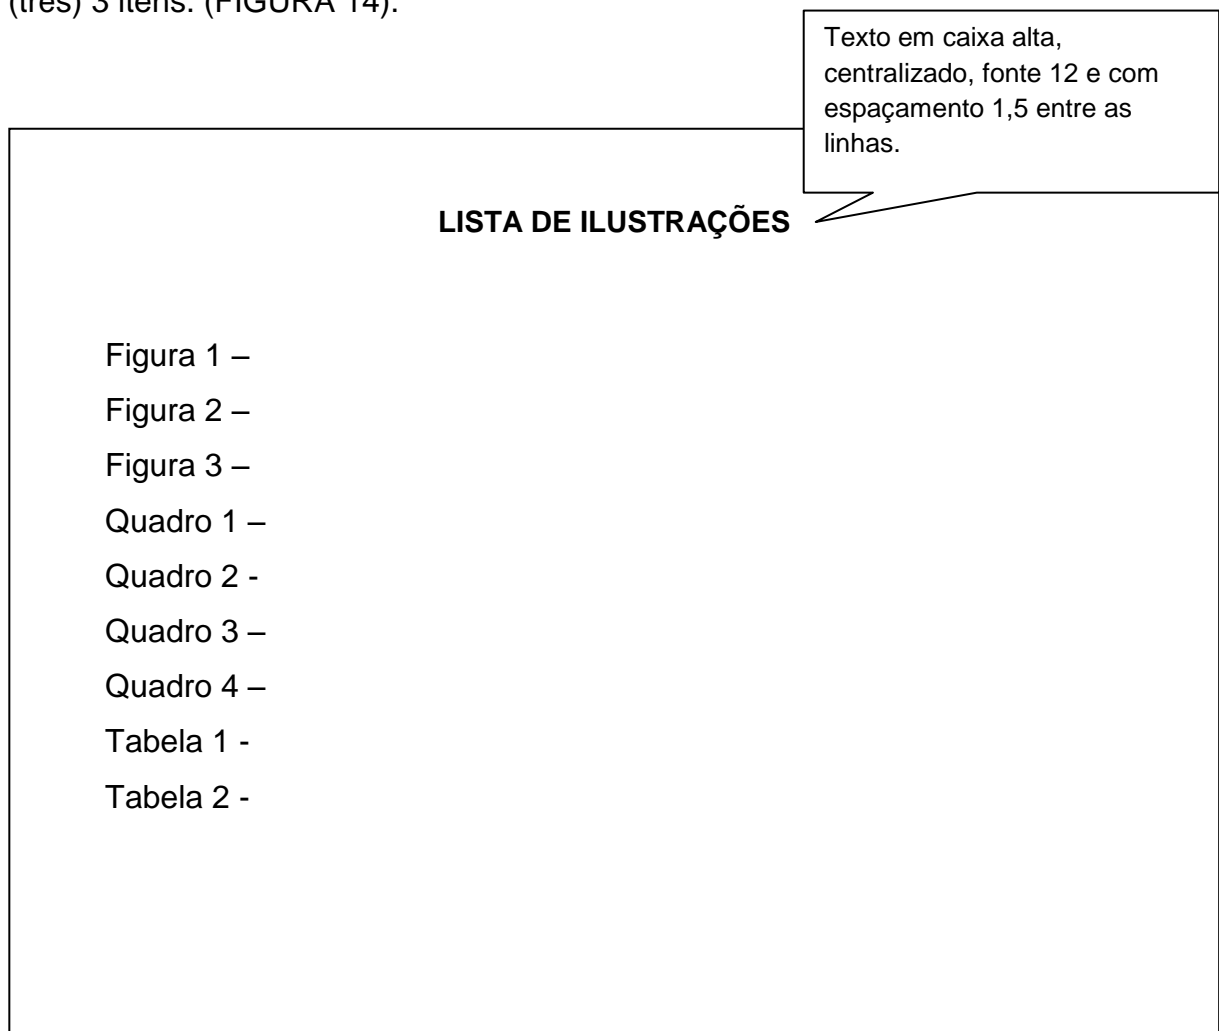 (três) 3 itens. (FIGURA 14).
Texto em caixa alta,
centralizado, fonte 12 e com
espaçamento 1,5 entre as
linhas.
LISTA DE ILUSTRAÇÕES
Figura 1 –
Figura 2 –
Figura 3 –
Quadro 1 –
Quadro 2 -
Quadro 3 –
Quadro 4 –
Tabela 1 -
Tabela 2 -